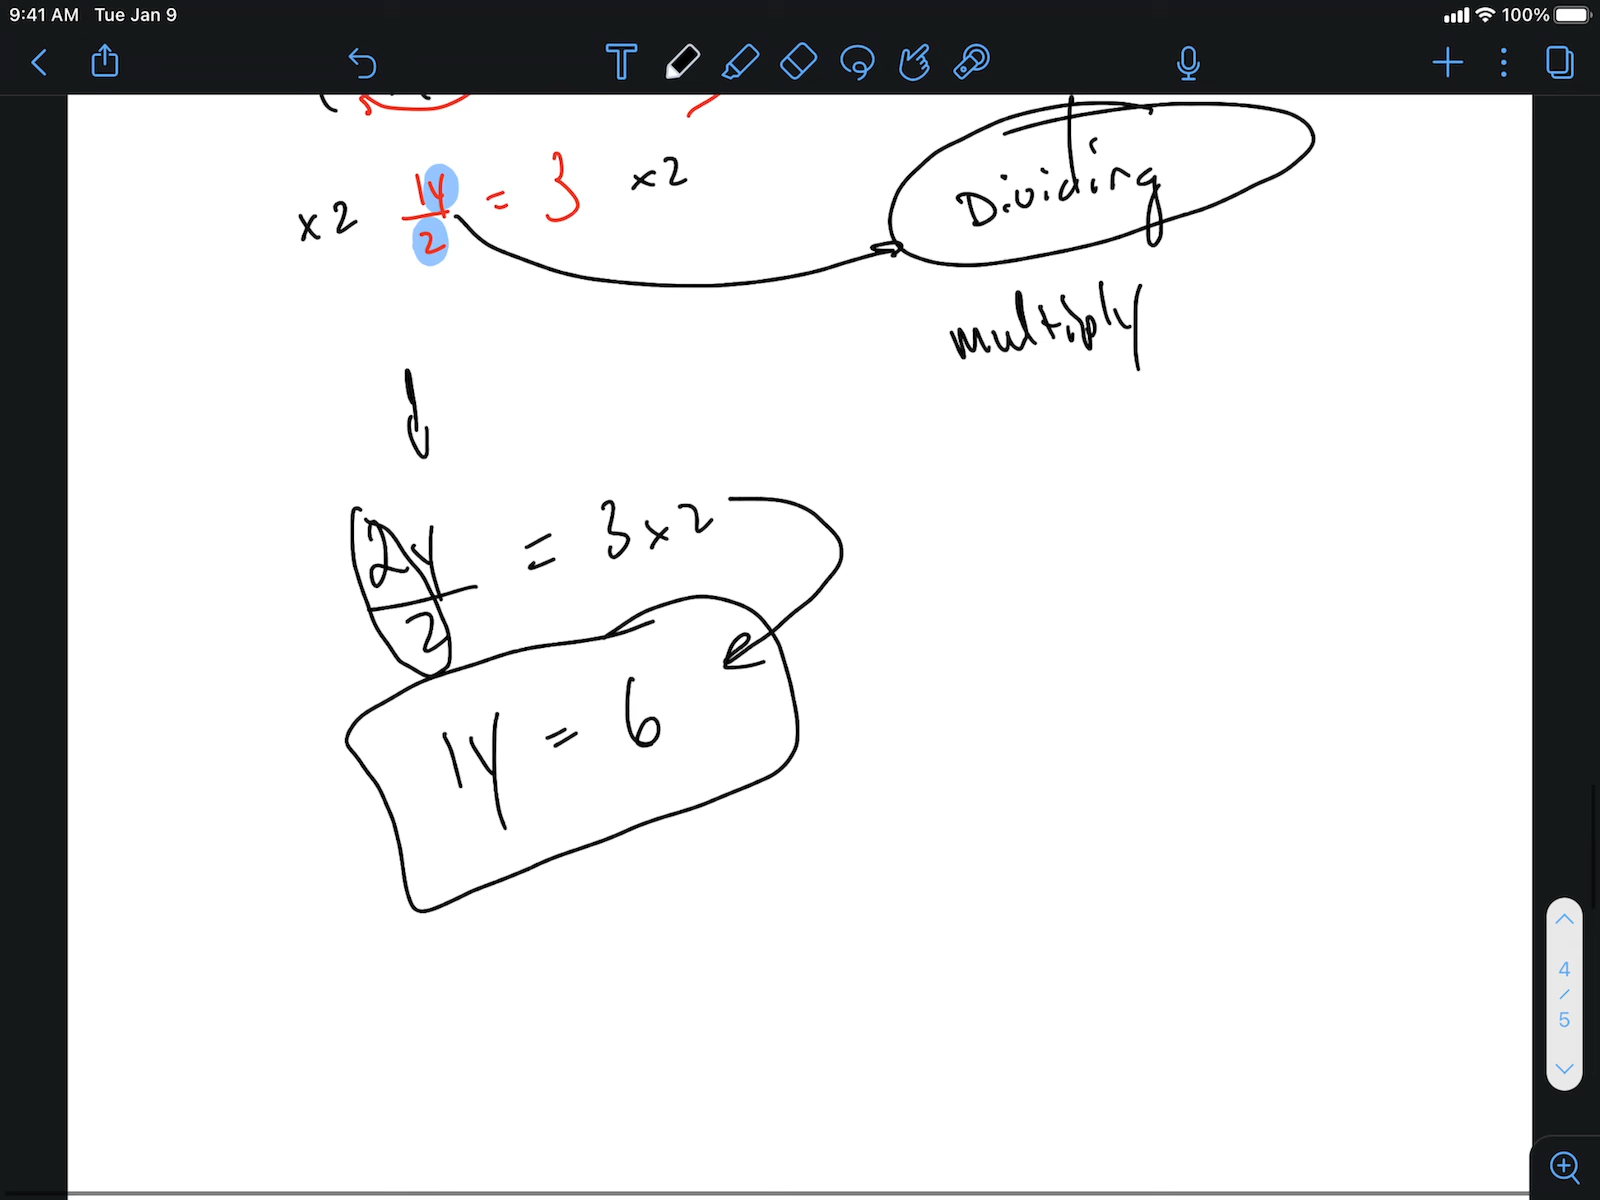 9:41 AM Tue Jan 9
100%
x2 1y/2 = 3 x2
Dividing
multiply
2y/2 = 3x2
1y = 6
4
/
5